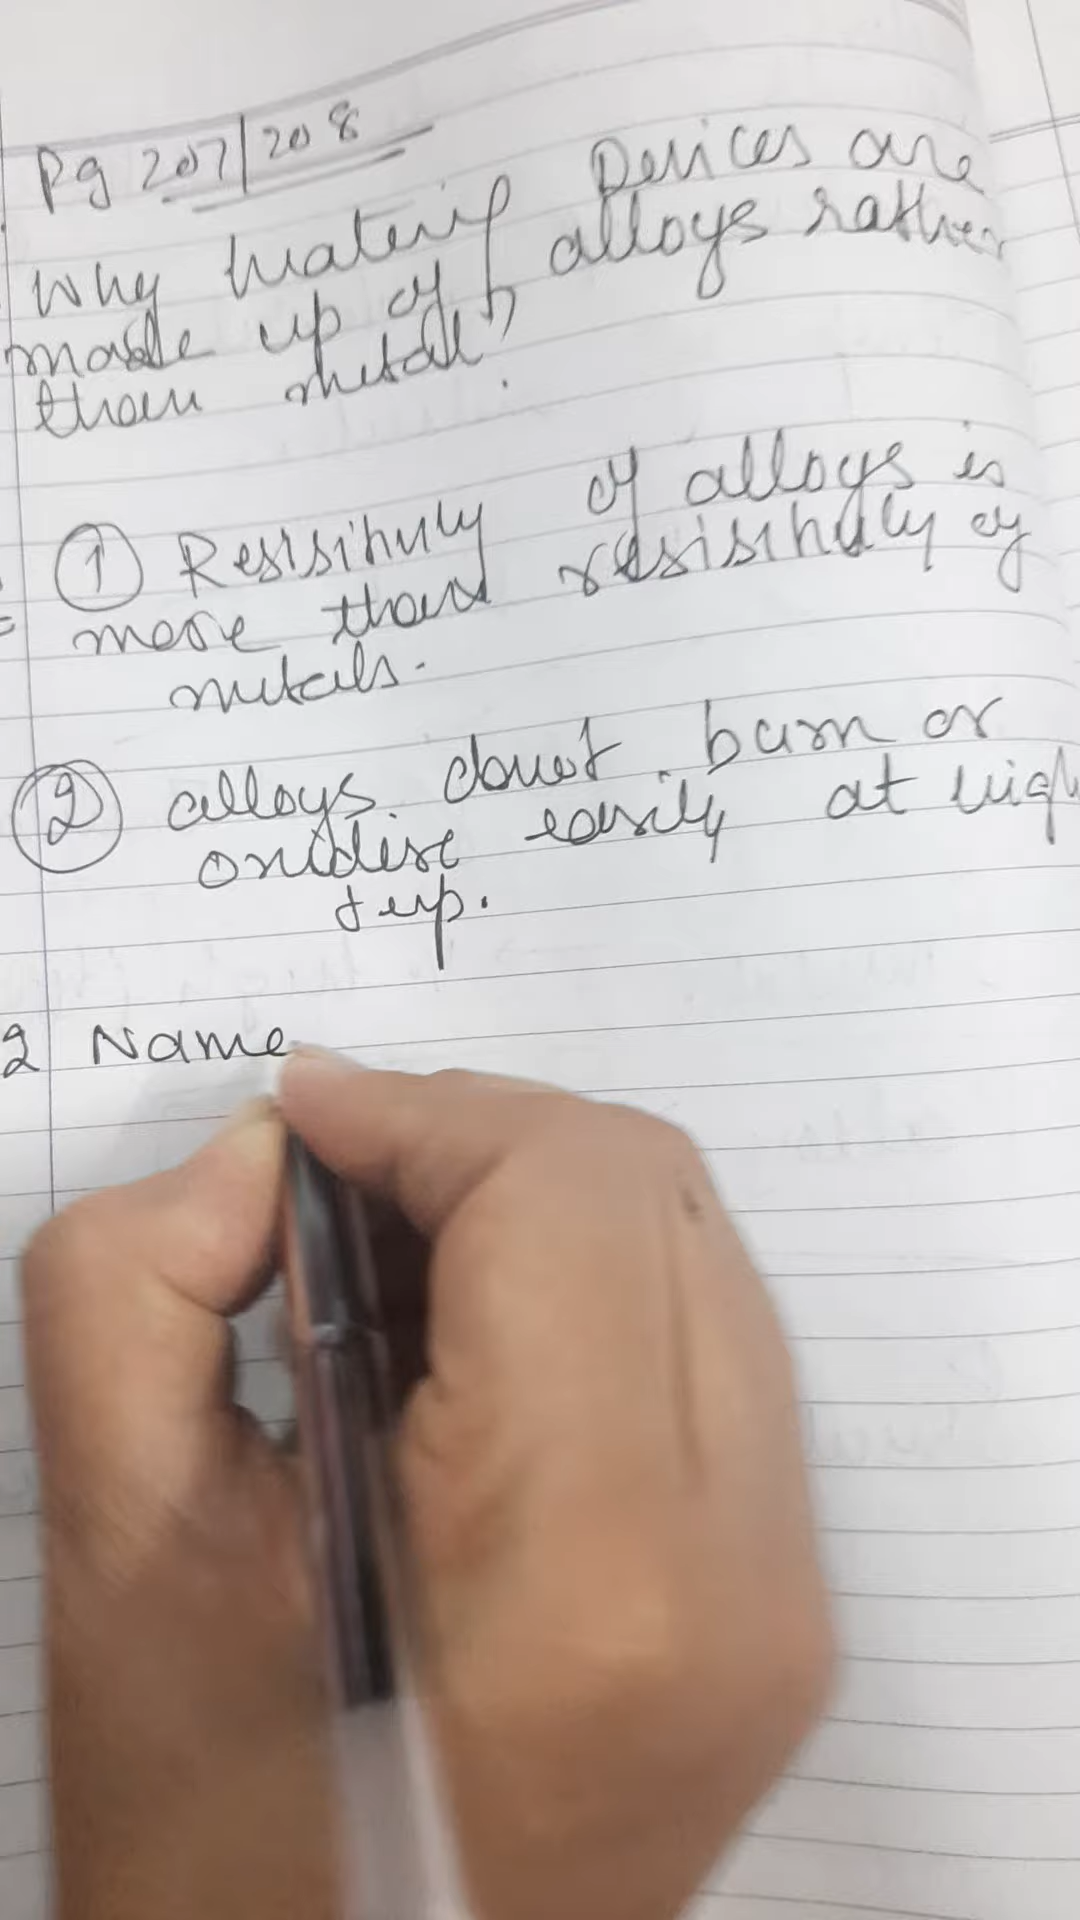 Pg 207/208
Why heating Devices are
made up of alloys rather
than metal?
① Resistivity of alloys is
more than resistivity of
metals.
② alloys donot burn or
oxidise easily at high
temp.
2 Name